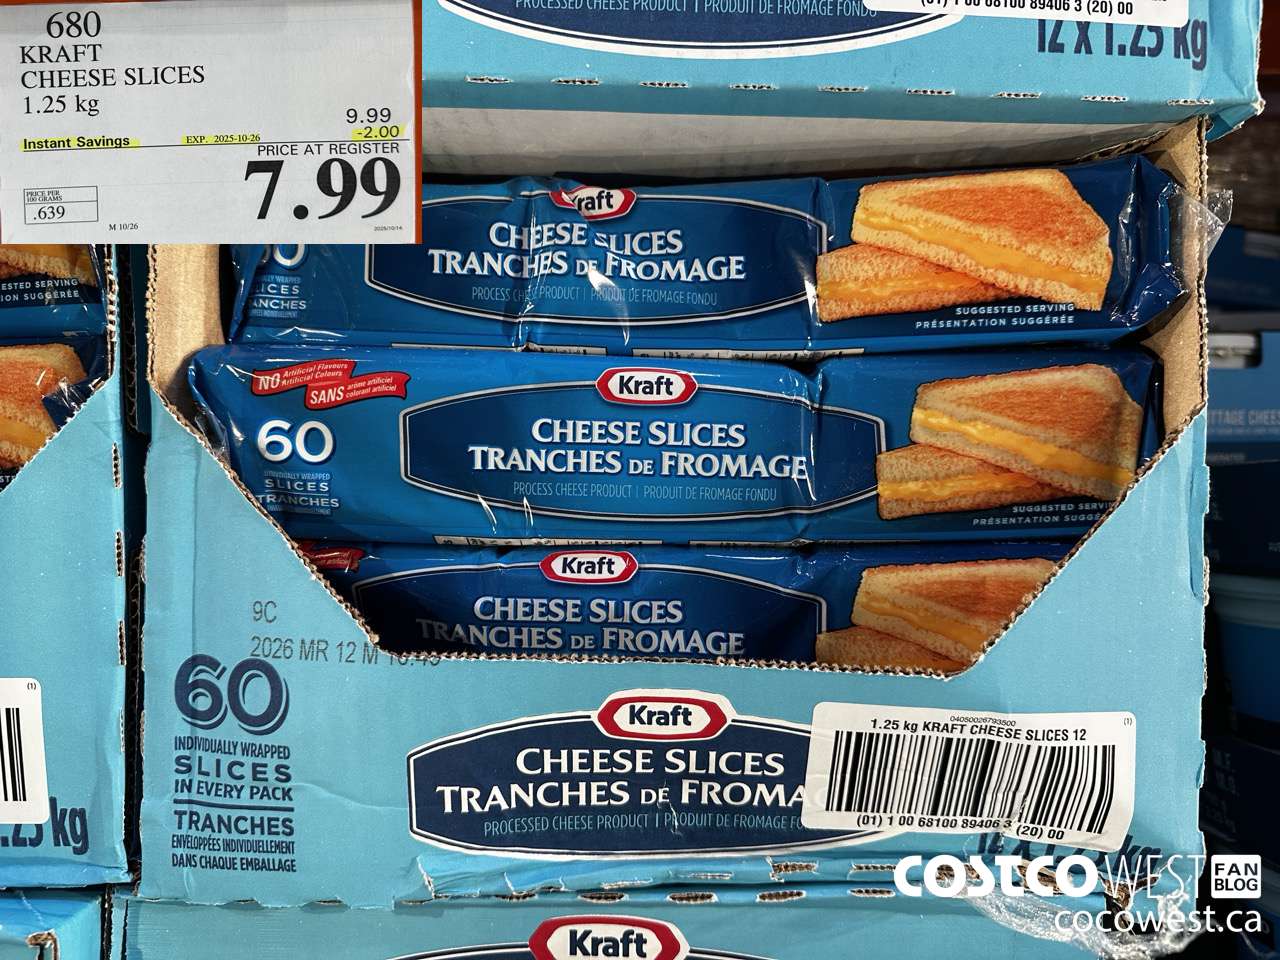 680
KRAFT
CHEESE SLICES
1.25 kg
9.99
Instant Savings EXP. 2025-10-26 -2.00
PRICE AT REGISTER
7.99
PRICE PER
100 GRAMS
.639
M 10/26
2025/10/14
PROCESSED CHEESE PRODUCT | PRODUIT DE FROMAGE FONDU
(01) 1 00 68100 89406 3 (20) 00
12 X 1.25 kg
Kraft
CHEESE SLICES
TRANCHES DE FROMAGE
PRODUIT DE FROMAGE FONDU
SUGGESTED SERVING
PRÉSENTATION SUGGÉRÉE
NO Artificial Flavours
Artificial Colours
SANS arôme artificiel
colorant artificiel
60
INDIVIDUALLY WRAPPED
SLICES
TRANCHES
Kraft
CHEESE SLICES
TRANCHES DE FROMAGE
PROCESS CHEESE PRODUCT | PRODUIT DE FROMAGE FONDU
SUGGESTED
PRÉSENTATION
Kraft
CHEESE SLICES
TRANCHES DE FROMAGE
9C
2026 MR 12 M
60
INDIVIDUALLY WRAPPED
SLICES
IN EVERY PACK
TRANCHES
ENVELOPPÉES INDIVIDUELLEMENT
DANS CHAQUE EMBALLAGE
Kraft
CHEESE SLICES
TRANCHES DE FROMA
PROCESSED CHEESE PRODUCT | PRODUIT DE FROMAGE FO
04050026793500
(1)
1.25 kg KRAFT CHEESE SLICES 12
(01) 1 00 68100 89406 3 (20) 00
(1)
kg
Kraft
COSTCO WEST FAN BLOG
cocowest.ca